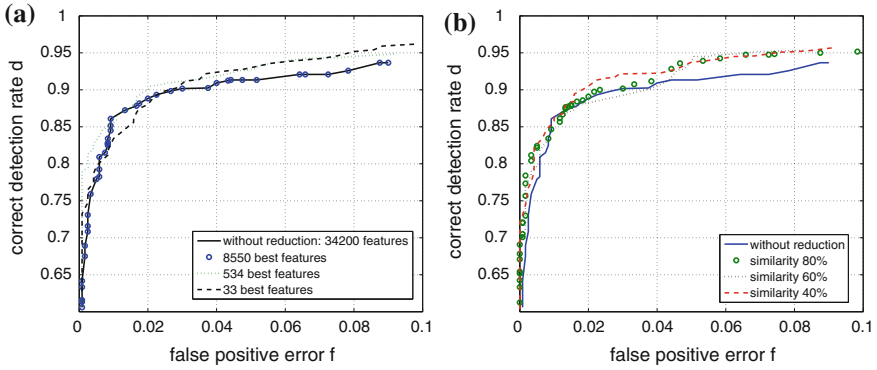 (a)
correct detection rate d
1
0.95
0.9
0.85
0.8
0.75
0.7
0.65
0 0.02 0.04 0.06 0.08 0.1
false positive error f
without reduction: 34200 features
8550 best features
534 best features
33 best features
(b)
correct detection rate d
1
0.95
0.9
0.85
0.8
0.75
0.7
0.65
0 0.02 0.04 0.06 0.08 0.1
false positive error f
without reduction
similarity 80%
similarity 60%
similarity 40%